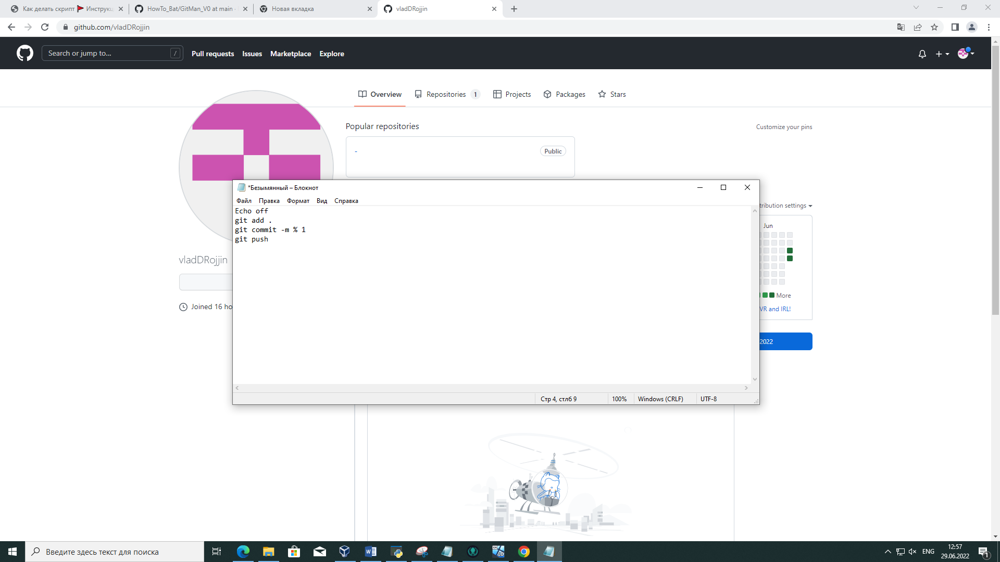 Как делать скрипт 🚩 Инструкц
HowTo_Bat/GitMan_V0 at main ·
Новая вкладка
vladDRojjin
github.com/vladDRojjin
Search or jump to...
/
Pull requests
Issues
Marketplace
Explore
Overview
Repositories 1
Projects
Packages
Stars
Popular repositories
Customize your pins
-
Public
*Безымянный – Блокнот
Файл Правка Формат Вид Справка
Echo off
git add .
git commit -m % 1
git push
Стр 4, стлб 9
100%
Windows (CRLF)
UTF-8
vladDRojjin
Joined 16 ho
tribution settings
Jun
More
VR and IRL!
2022
Введите здесь текст для поиска
ENG
12:57
29.06.2022
1